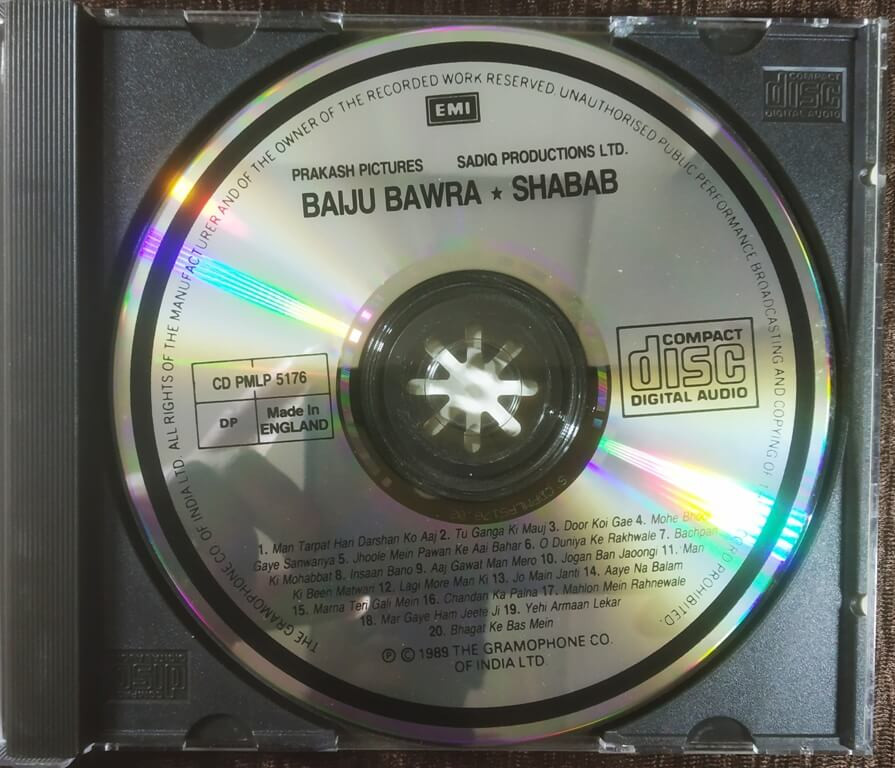 EMI
THE GRAMOPHONE CO OF INDIA LTD. ALL RIGHTS OF THE MANUFACTURER AND OF THE OWNER OF THE RECORDED WORK RESERVED. UNAUTHORISED PUBLIC PERFORMANCE BROADCASTING AND COPYING OF PROHIBITED.
PRAKASH PICTURES SADIQ PRODUCTIONS LTD.
BAIJU BAWRA ★ SHABAB
COMPACT
disc
DIGITAL AUDIO
CD PMLP 5176
DP
Made In
ENGLAND
COMPACT
disc
DIGITAL AUDIO
1. Man Tarpat Hari Darshan Ko Aaj 2. Tu Ganga Ki Mauj 3. Door Koi Gae 4. Mohe
Gaye Sanwariya 5. Jhoole Mein Pawan Ke Aai Bahar 6. O Duniya Ke Rakhwale 7. Bachpan
Ki Mohabbat 8. Insaan Bano 9. Aaj Gawat Man Mero 10. Jogan Ban Jaoongi 11. Man
Ki Been Matwari 12. Lagi More Man Ki 13. Jo Main Janti 14. Aaye Na Balam
15. Marna Teri Gali Mein 16. Chandan Ka Palna 17. Mahlon Mein Rahnewale
18. Mar Gaye Ham Jeete Ji 19. Yehi Armaan Lekar
20. Bhagat Ke Bas Mein
℗ © 1989 THE GRAMOPHONE CO.
OF INDIA LTD.